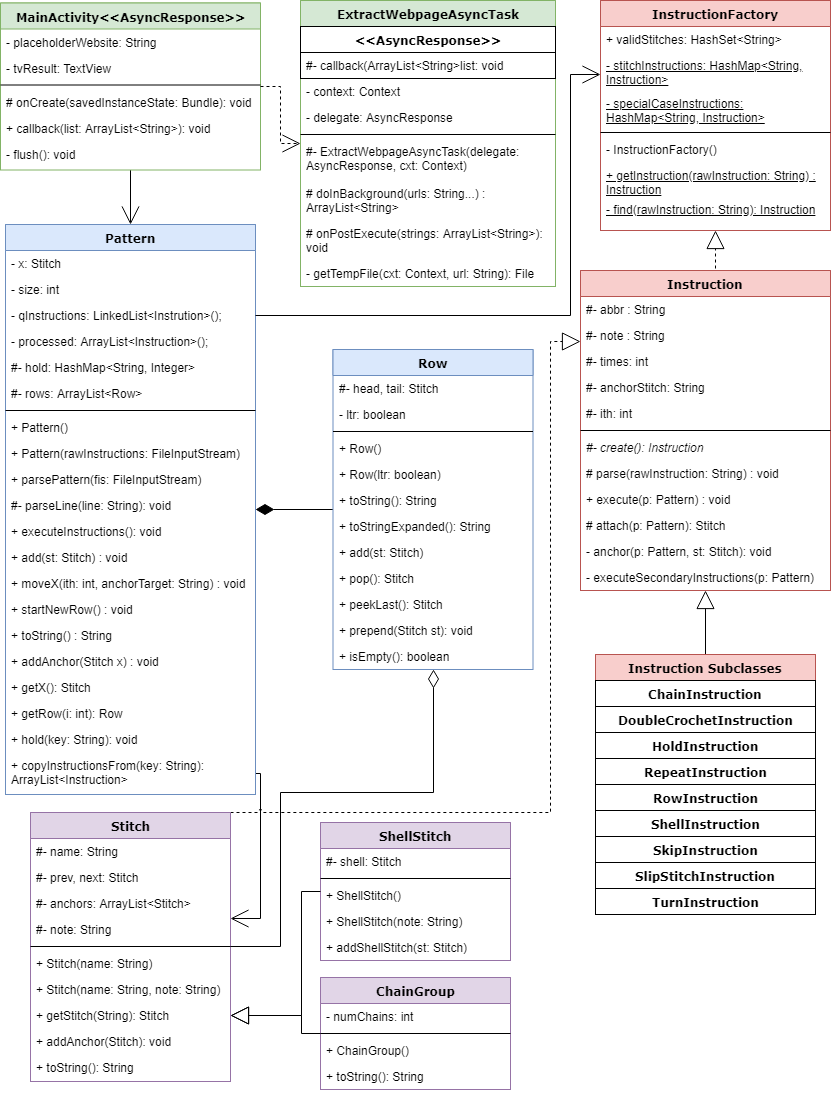 MainActivity<<AsyncResponse>>
- placeholderWebsite: String
- tvResult: TextView
# onCreate(savedInstanceState: Bundle): void
+ callback(list: ArrayList<String>): void
- flush(): void
ExtractWebpageAsyncTask
<<AsyncResponse>>
#- callback(ArrayList<String>list: void
- context: Context
- delegate: AsyncResponse
#- ExtractWebpageAsyncTask(delegate:
AsyncResponse, cxt: Context)
# doInBackground(urls: String...) :
ArrayList<String>
# onPostExecute(strings: ArrayList<String>):
void
- getTempFile(cxt: Context, url: String): File
InstructionFactory
+ validStitches: HashSet<String>
- stitchInstructions: HashMap<String,
Instruction>
- specialCaseInstructions:
HashMap<String, Instruction>
- InstructionFactory()
+ getInstruction(rawInstruction: String) :
Instruction
- find(rawInstruction: String): Instruction
Pattern
- x: Stitch
- size: int
- qInstructions: LinkedList<Instrution>();
- processed: ArrayList<Instruction>();
#- hold: HashMap<String, Integer>
#- rows: ArrayList<Row>
+ Pattern()
+ Pattern(rawInstructions: FileInputStream)
+ parsePattern(fis: FileInputStream)
#- parseLine(line: String): void
+ executeInstructions(): void
+ add(st: Stitch) : void
+ moveX(ith: int, anchorTarget: String) : void
+ startNewRow() : void
+ toString() : String
+ addAnchor(Stitch x) : void
+ getX(): Stitch
+ getRow(i: int): Row
+ hold(key: String): void
+ copyInstructionsFrom(key: String):
ArrayList<Instruction>
Row
#- head, tail: Stitch
- ltr: boolean
+ Row()
+ Row(ltr: boolean)
+ toString(): String
+ toStringExpanded(): String
+ add(st: Stitch)
+ pop(): Stitch
+ peekLast(): Stitch
+ prepend(Stitch st): void
+ isEmpty(): boolean
Instruction
#- abbr : String
#- note : String
#- times: int
#- anchorStitch: String
#- ith: int
#- create(): Instruction
# parse(rawInstruction: String) : void
+ execute(p: Pattern) : void
# attach(p: Pattern): Stitch
- anchor(p: Pattern, st: Stitch): void
- executeSecondaryInstructions(p: Pattern)
Instruction Subclasses
ChainInstruction
DoubleCrochetInstruction
HoldInstruction
RepeatInstruction
RowInstruction
ShellInstruction
SkipInstruction
SlipStitchInstruction
TurnInstruction
Stitch
#- name: String
#- prev, next: Stitch
#- anchors: ArrayList<Stitch>
#- note: String
+ Stitch(name: String)
+ Stitch(name: String, note: String)
+ getStitch(String): Stitch
+ addAnchor(Stitch): void
+ toString(): String
ShellStitch
#- shell: Stitch
+ ShellStitch()
+ ShellStitch(note: String)
+ addShellStitch(st: Stitch)
ChainGroup
- numChains: int
+ ChainGroup()
+ toString(): String